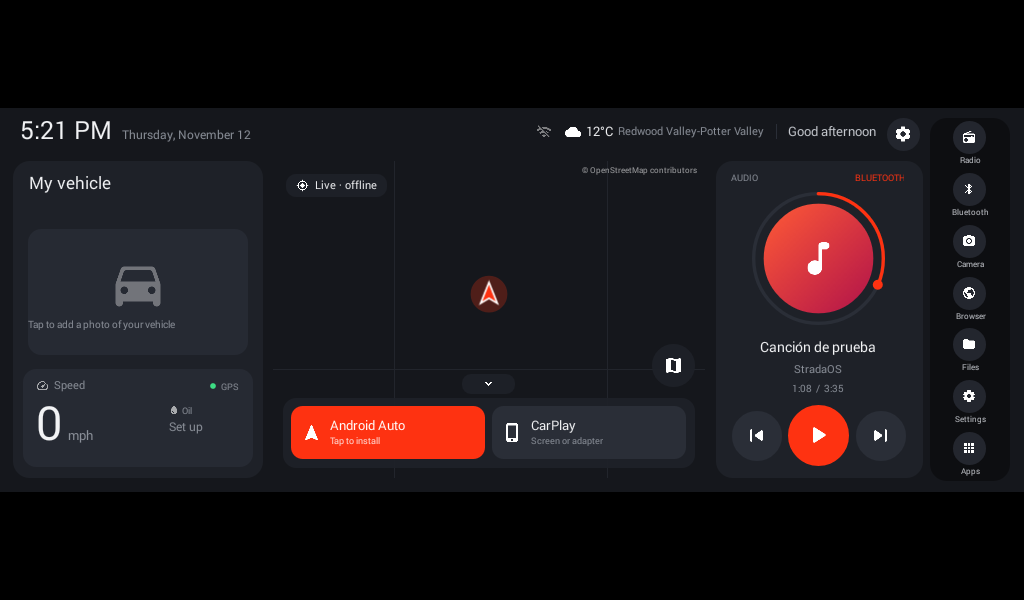 5:21 PM Thursday, November 12
12°C Redwood Valley-Potter Valley
Good afternoon
My vehicle
Tap to add a photo of your vehicle
Speed
GPS
0 mph
Oil
Set up
Live · offline
© OpenStreetMap contributors
Android Auto
Tap to install
CarPlay
Screen or adapter
AUDIO
BLUETOOTH
Canción de prueba
StradaOS
1:08 / 3:35
Radio
Bluetooth
Camera
Browser
Files
Settings
Apps